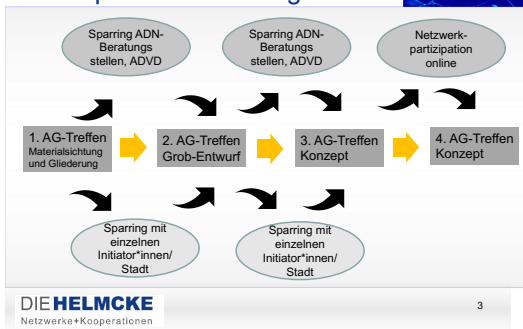 Sparring ADN-
Beratungs
stellen, ADVD
Sparring ADN-
Beratungs
stellen, ADVD
Netzwerk-
partizipation
online
1. AG-Treffen
Materialsichtung
und Gliederung
2. AG-Treffen
Grob-Entwurf
3. AG-Treffen
Konzept
4. AG-Treffen
Konzept
Sparring mit
einzelnen
Initiator*innen/
Stadt
Sparring mit
einzelnen
Initiator*innen/
Stadt
DIEHELMCKE
Netzwerke+Kooperationen
3